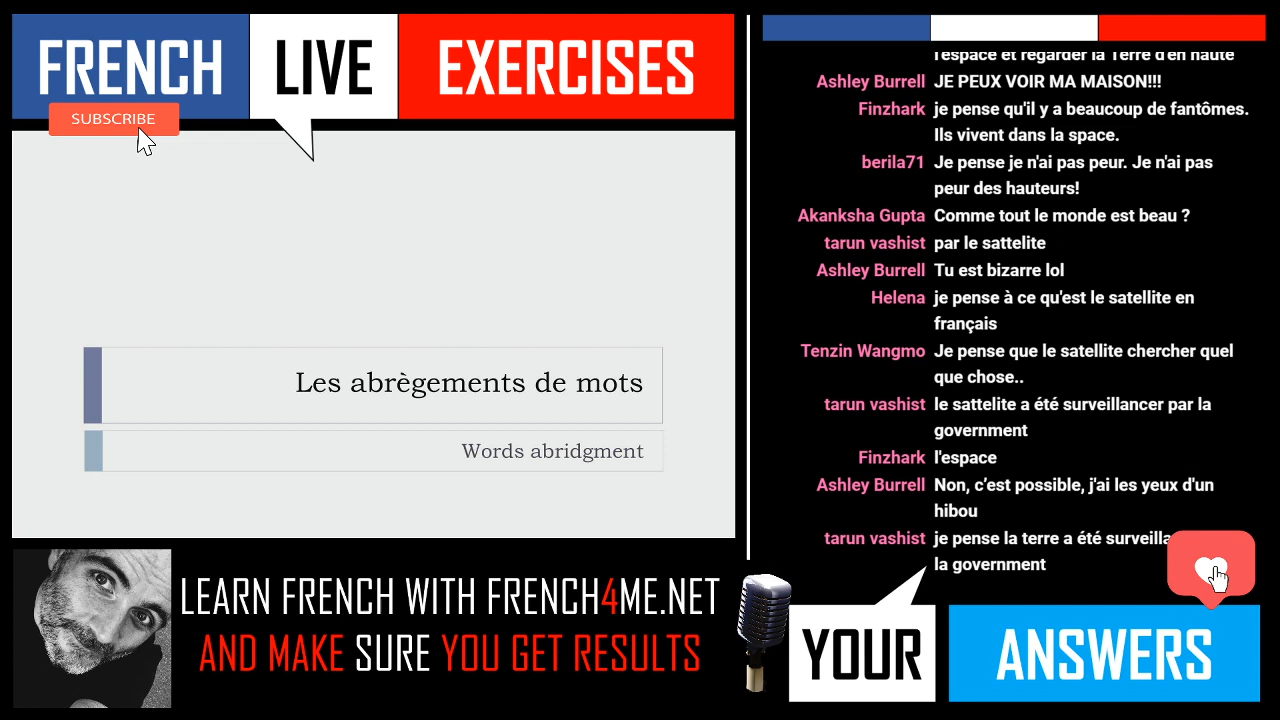 FRENCH LIVE EXERCISES
SUBSCRIBE
Les abrègements de mots
Words abridgment
LEARN FRENCH WITH FRENCH4ME.NET
AND MAKE SURE YOU GET RESULTS
l'espace et regarder la Terre d'en haute
Ashley Burrell JE PEUX VOIR MA MAISON!!!
Finzhark je pense qu'il y a beaucoup de fantômes.
Ils vivent dans la space.
berila71 Je pense je n'ai pas peur. Je n'ai pas
peur des hauteurs!
Akanksha Gupta Comme tout le monde est beau ?
tarun vashist par le sattelite
Ashley Burrell Tu est bizarre lol
Helena je pense à ce qu'est le satellite en
français
Tenzin Wangmo Je pense que le satellite chercher quel
que chose..
tarun vashist le sattelite a été surveillancer par la
government
Finzhark l'espace
Ashley Burrell Non, c'est possible, j'ai les yeux d'un
hibou
tarun vashist je pense la terre a été
la government
YOUR ANSWERS